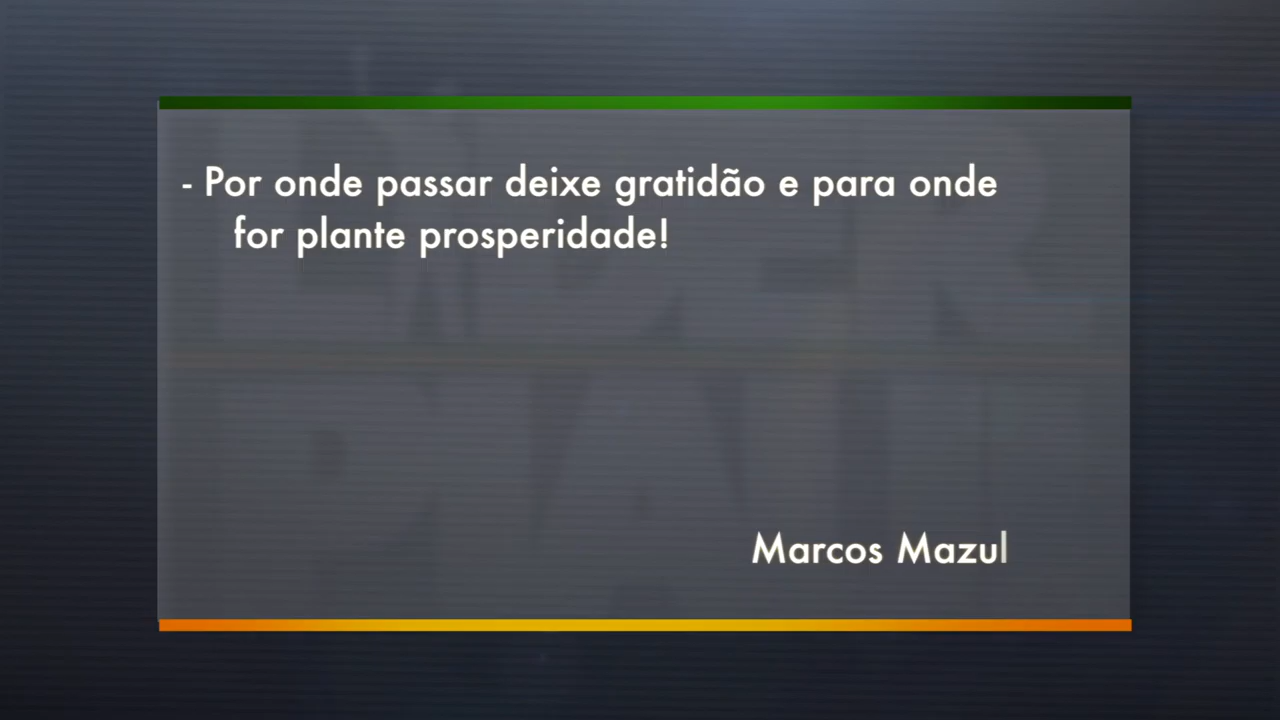 - Por onde passar deixe gratidão e para onde
for plante prosperidade!
Marcos Mazul